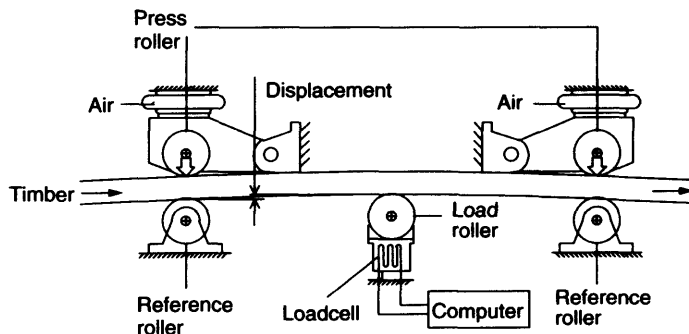 Press
roller
Air
Displacement
Air
Timber
Load
roller
Reference
roller
Loadcell
Computer
Reference
roller